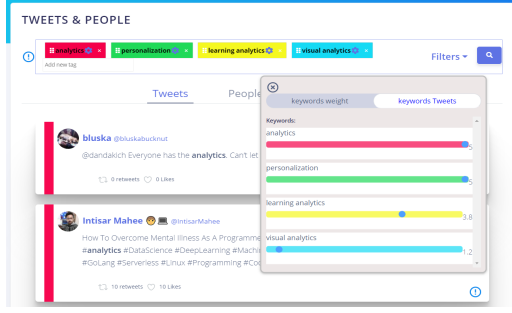 TWEETS & PEOPLE
analytics × personalization × learning analytics × visual analytics ×
Add new tag
Filters
Tweets People
keywords weight keywords Tweets
Keywords:
analytics
5
personalization
5
learning analytics
3.8
visual analytics
1.2
bluska @bluskabucknut
@dandakich Everyone has the analytics. Can't let
0 retweets 0 Likes
Intisar Mahee @IntisarMahee
How To Overcome Mental Illness As A Programme
#analytics #DataScience #DeepLearning #Machi
#GoLang #Serverless #Linux #Programming #Co
10 retweets 10 Likes